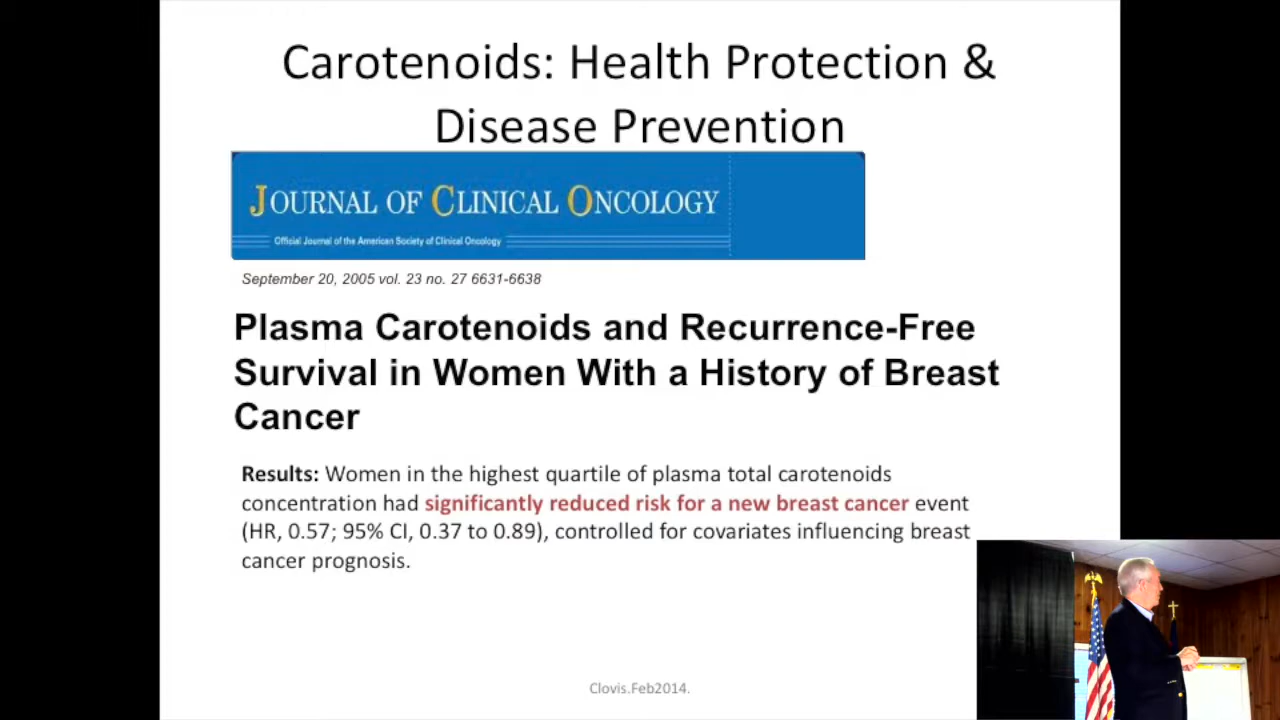 Carotenoids: Health Protection &
Disease Prevention
JOURNAL OF CLINICAL ONCOLOGY
Official Journal of the American Society of Clinical Oncology
September 20, 2005 vol. 23 no. 27 6631-6638
Plasma Carotenoids and Recurrence-Free
Survival in Women With a History of Breast
Cancer
Results: Women in the highest quartile of plasma total carotenoids
concentration had significantly reduced risk for a new breast cancer event
(HR, 0.57; 95% CI, 0.37 to 0.89), controlled for covariates influencing breast
cancer prognosis.
Clovis.Feb2014.